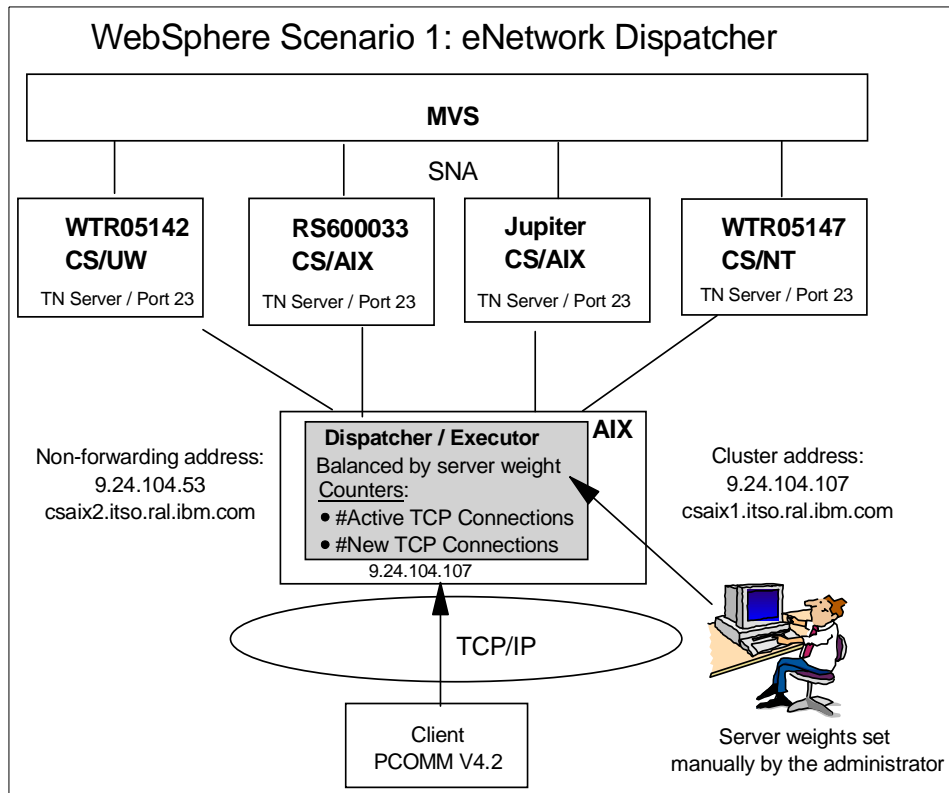 WebSphere Scenario 1: eNetwork Dispatcher
MVS
SNA
WTR05142
CS/UW
TN Server / Port 23
RS600033
CS/AIX
TN Server / Port 23
Jupiter
CS/AIX
TN Server / Port 23
WTR05147
CS/NT
TN Server / Port 23
Non-forwarding address:
9.24.104.53
csaix2.itso.ral.ibm.com
AIX
Dispatcher / Executor
Balanced by server weight
Counters:
• #Active TCP Connections
• #New TCP Connections
9.24.104.107
Cluster address:
9.24.104.107
csaix1.itso.ral.ibm.com
TCP/IP
Client
PCOMM V4.2
Server weights set
manually by the administrator